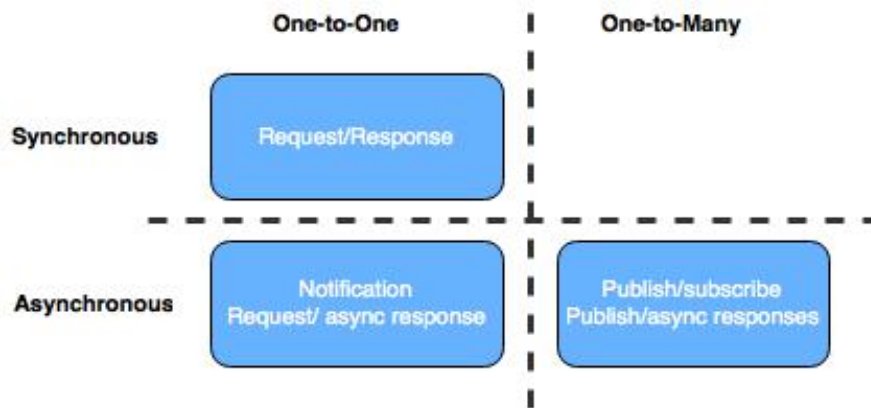 One-to-One
One-to-Many
Synchronous
Request/Response
Asynchronous
Notification
Request/ async response
Publish/subscribe
Publish/async responses